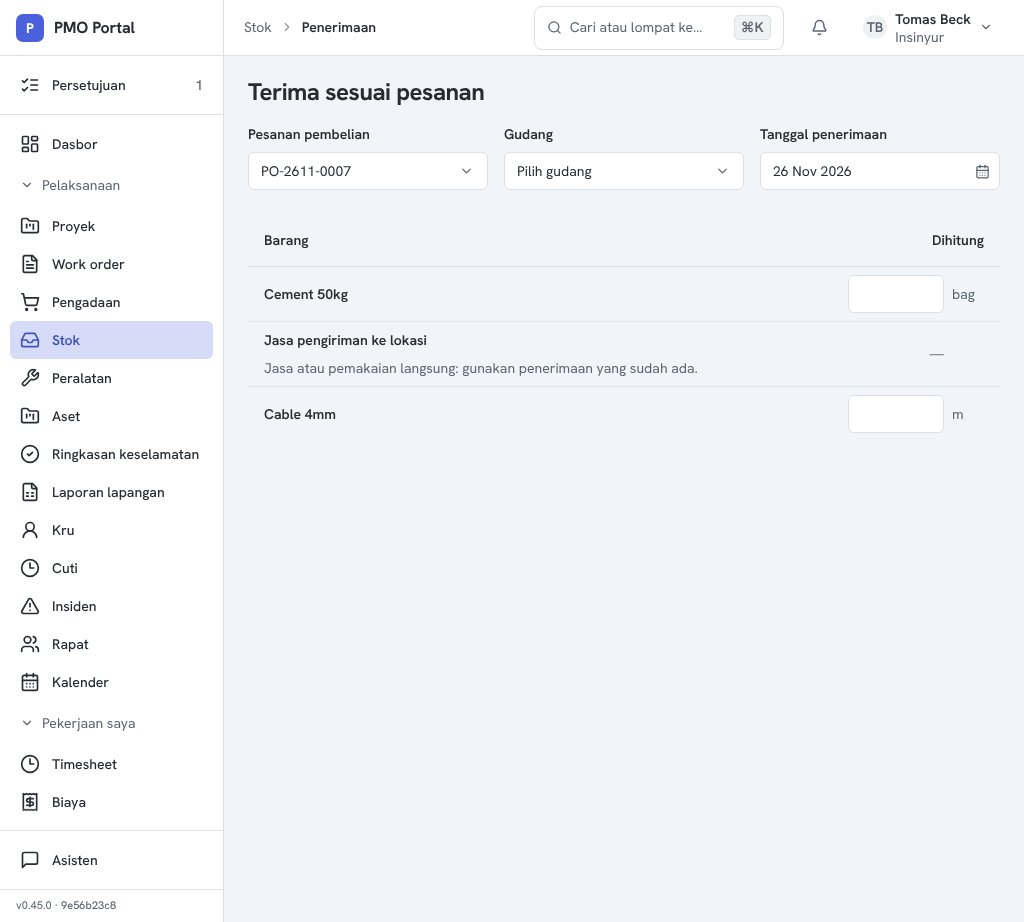 P PMO Portal
Stok > Penerimaan
Cari atau lompat ke...
⌘K
TB
Tomas Beck
Insinyur
Persetujuan 1
Dasbor
Pelaksanaan
Proyek
Work order
Pengadaan
Stok
Peralatan
Aset
Ringkasan keselamatan
Laporan lapangan
Kru
Cuti
Insiden
Rapat
Kalender
Pekerjaan saya
Timesheet
Biaya
Asisten
v0.45.0 · 9e56b23c8
Terima sesuai pesanan
Pesanan pembelian
PO-2611-0007
Gudang
Pilih gudang
Tanggal penerimaan
26 Nov 2026
Barang Dihitung
Cement 50kg bag
Jasa pengiriman ke lokasi
Jasa atau pemakaian langsung: gunakan penerimaan yang sudah ada. —
Cable 4mm m